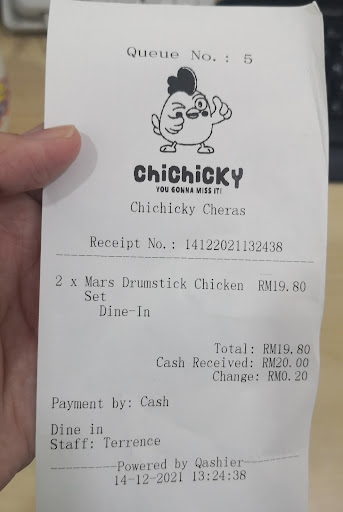 Queue No.: 5
ChiChiCKY
YOU GONNA MISS IT!
Chichicky Cheras
Receipt No.: 14122021132438
2 x Mars Drumstick Chicken RM19.80
Set
Dine-In
Total: RM19.80
Cash Received: RM20.00
Change: RM0.20
Payment by: Cash
Dine in
Staff: Terrence
Powered by Qashier
14-12-2021 13:24:38